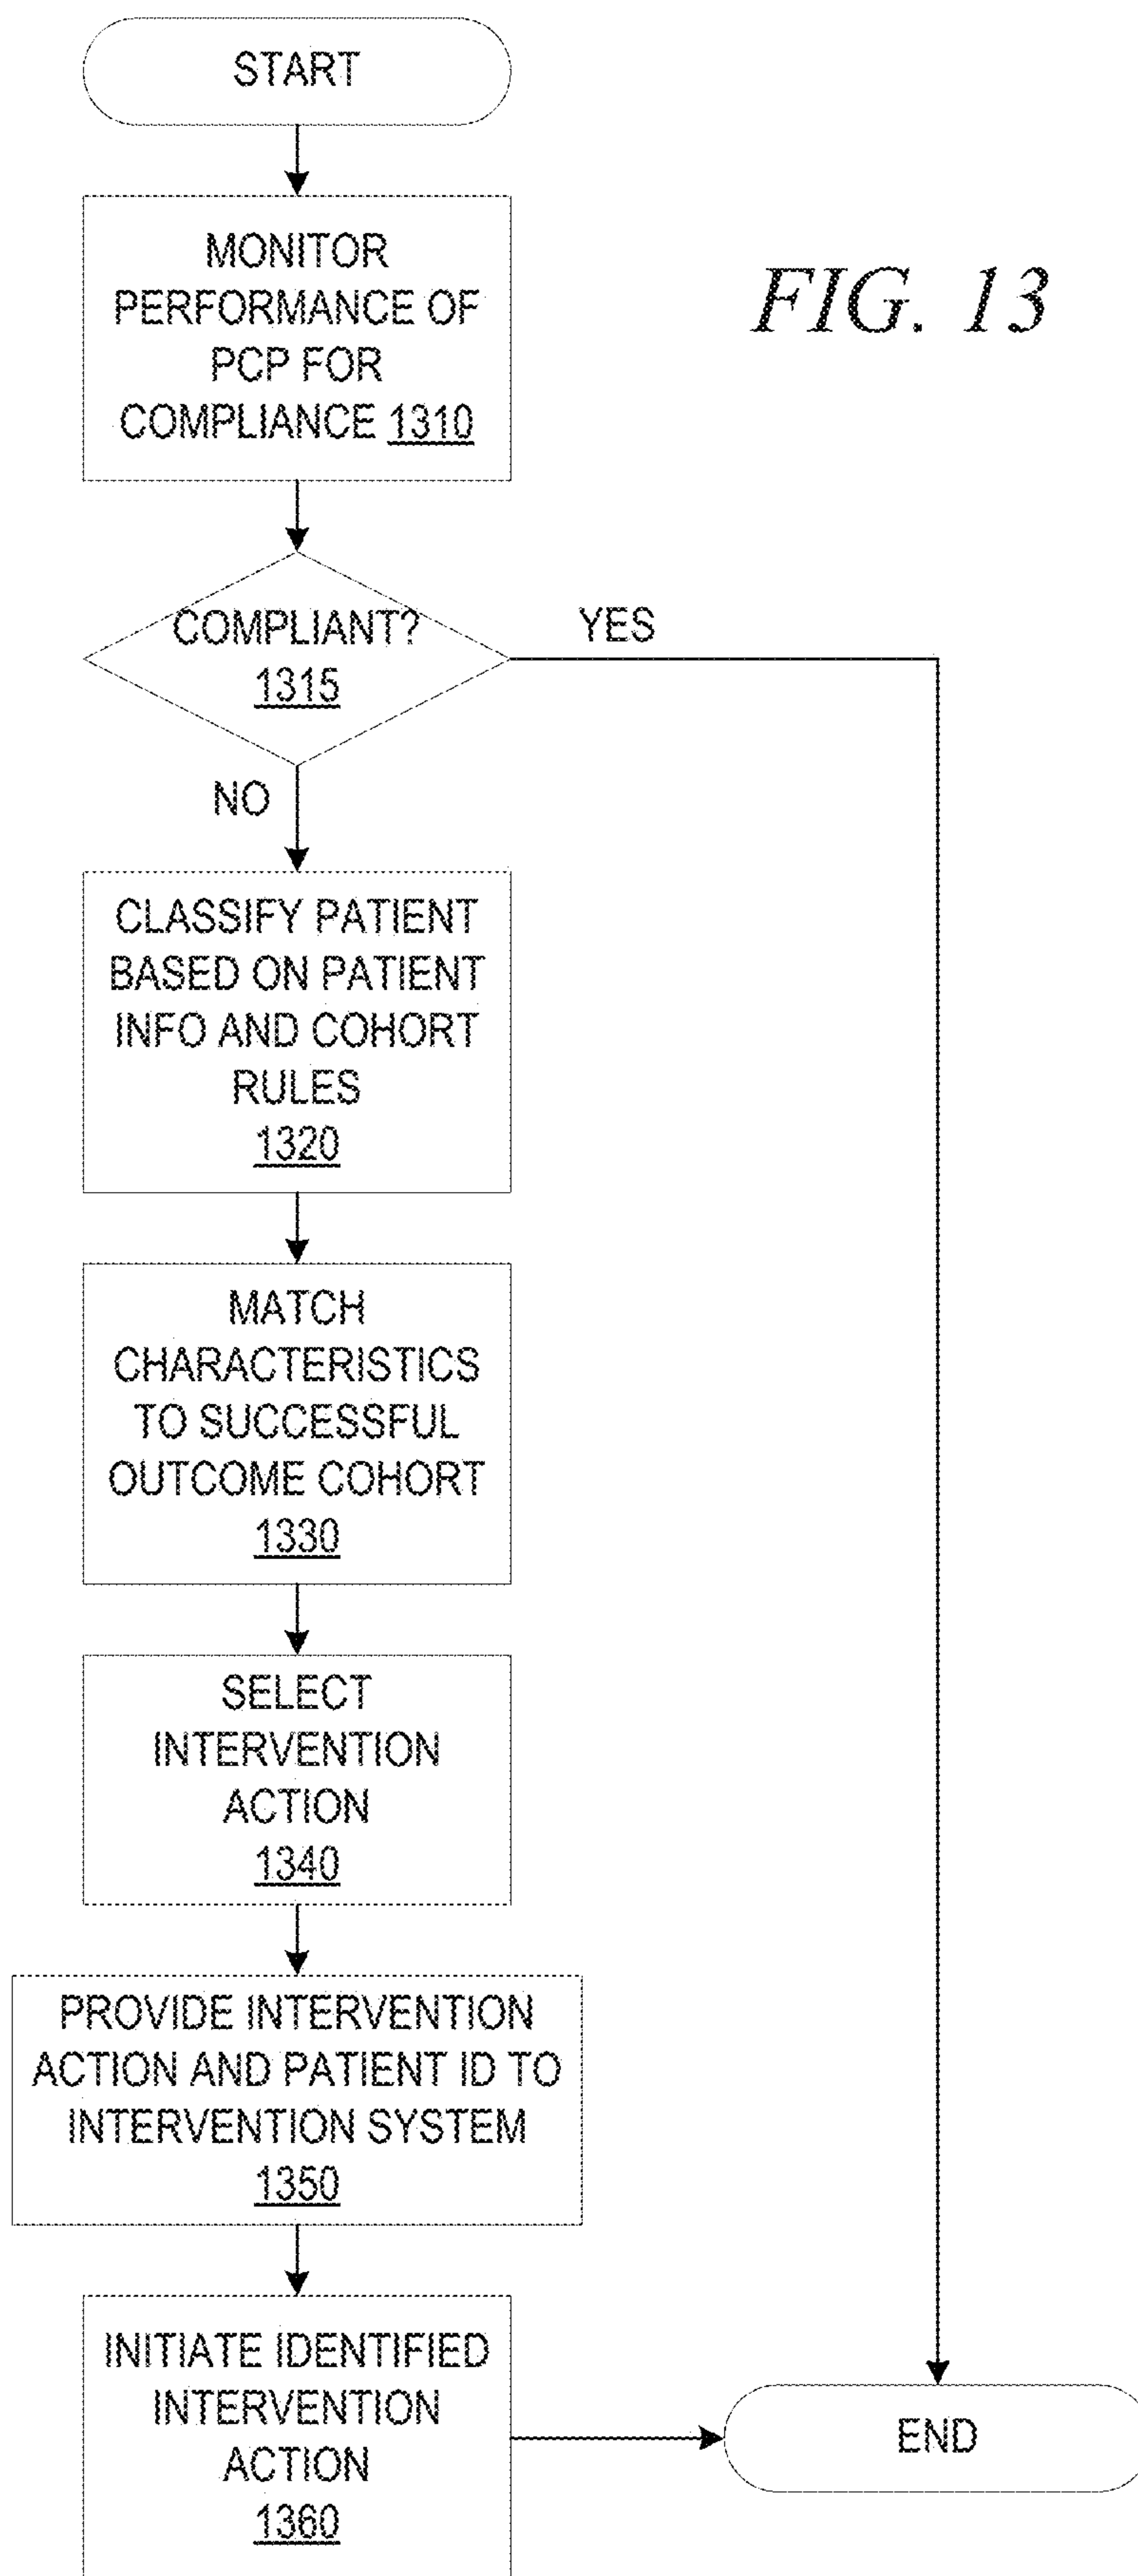 START
MONITOR
PERFORMANCE OF
PCP FOR
COMPLIANCE 1310
FIG. 13
COMPLIANT?
1315
YES
NO
CLASSIFY PATIENT
BASED ON PATIENT
INFO AND COHORT
RULES
1320
MATCH
CHARACTERISTICS
TO SUCCESSFUL
OUTCOME COHORT
1330
SELECT
INTERVENTION
ACTION
1340
PROVIDE INTERVENTION
ACTION AND PATIENT ID TO
INTERVENTION SYSTEM
1350
INITIATE IDENTIFIED
INTERVENTION
ACTION
1360
END